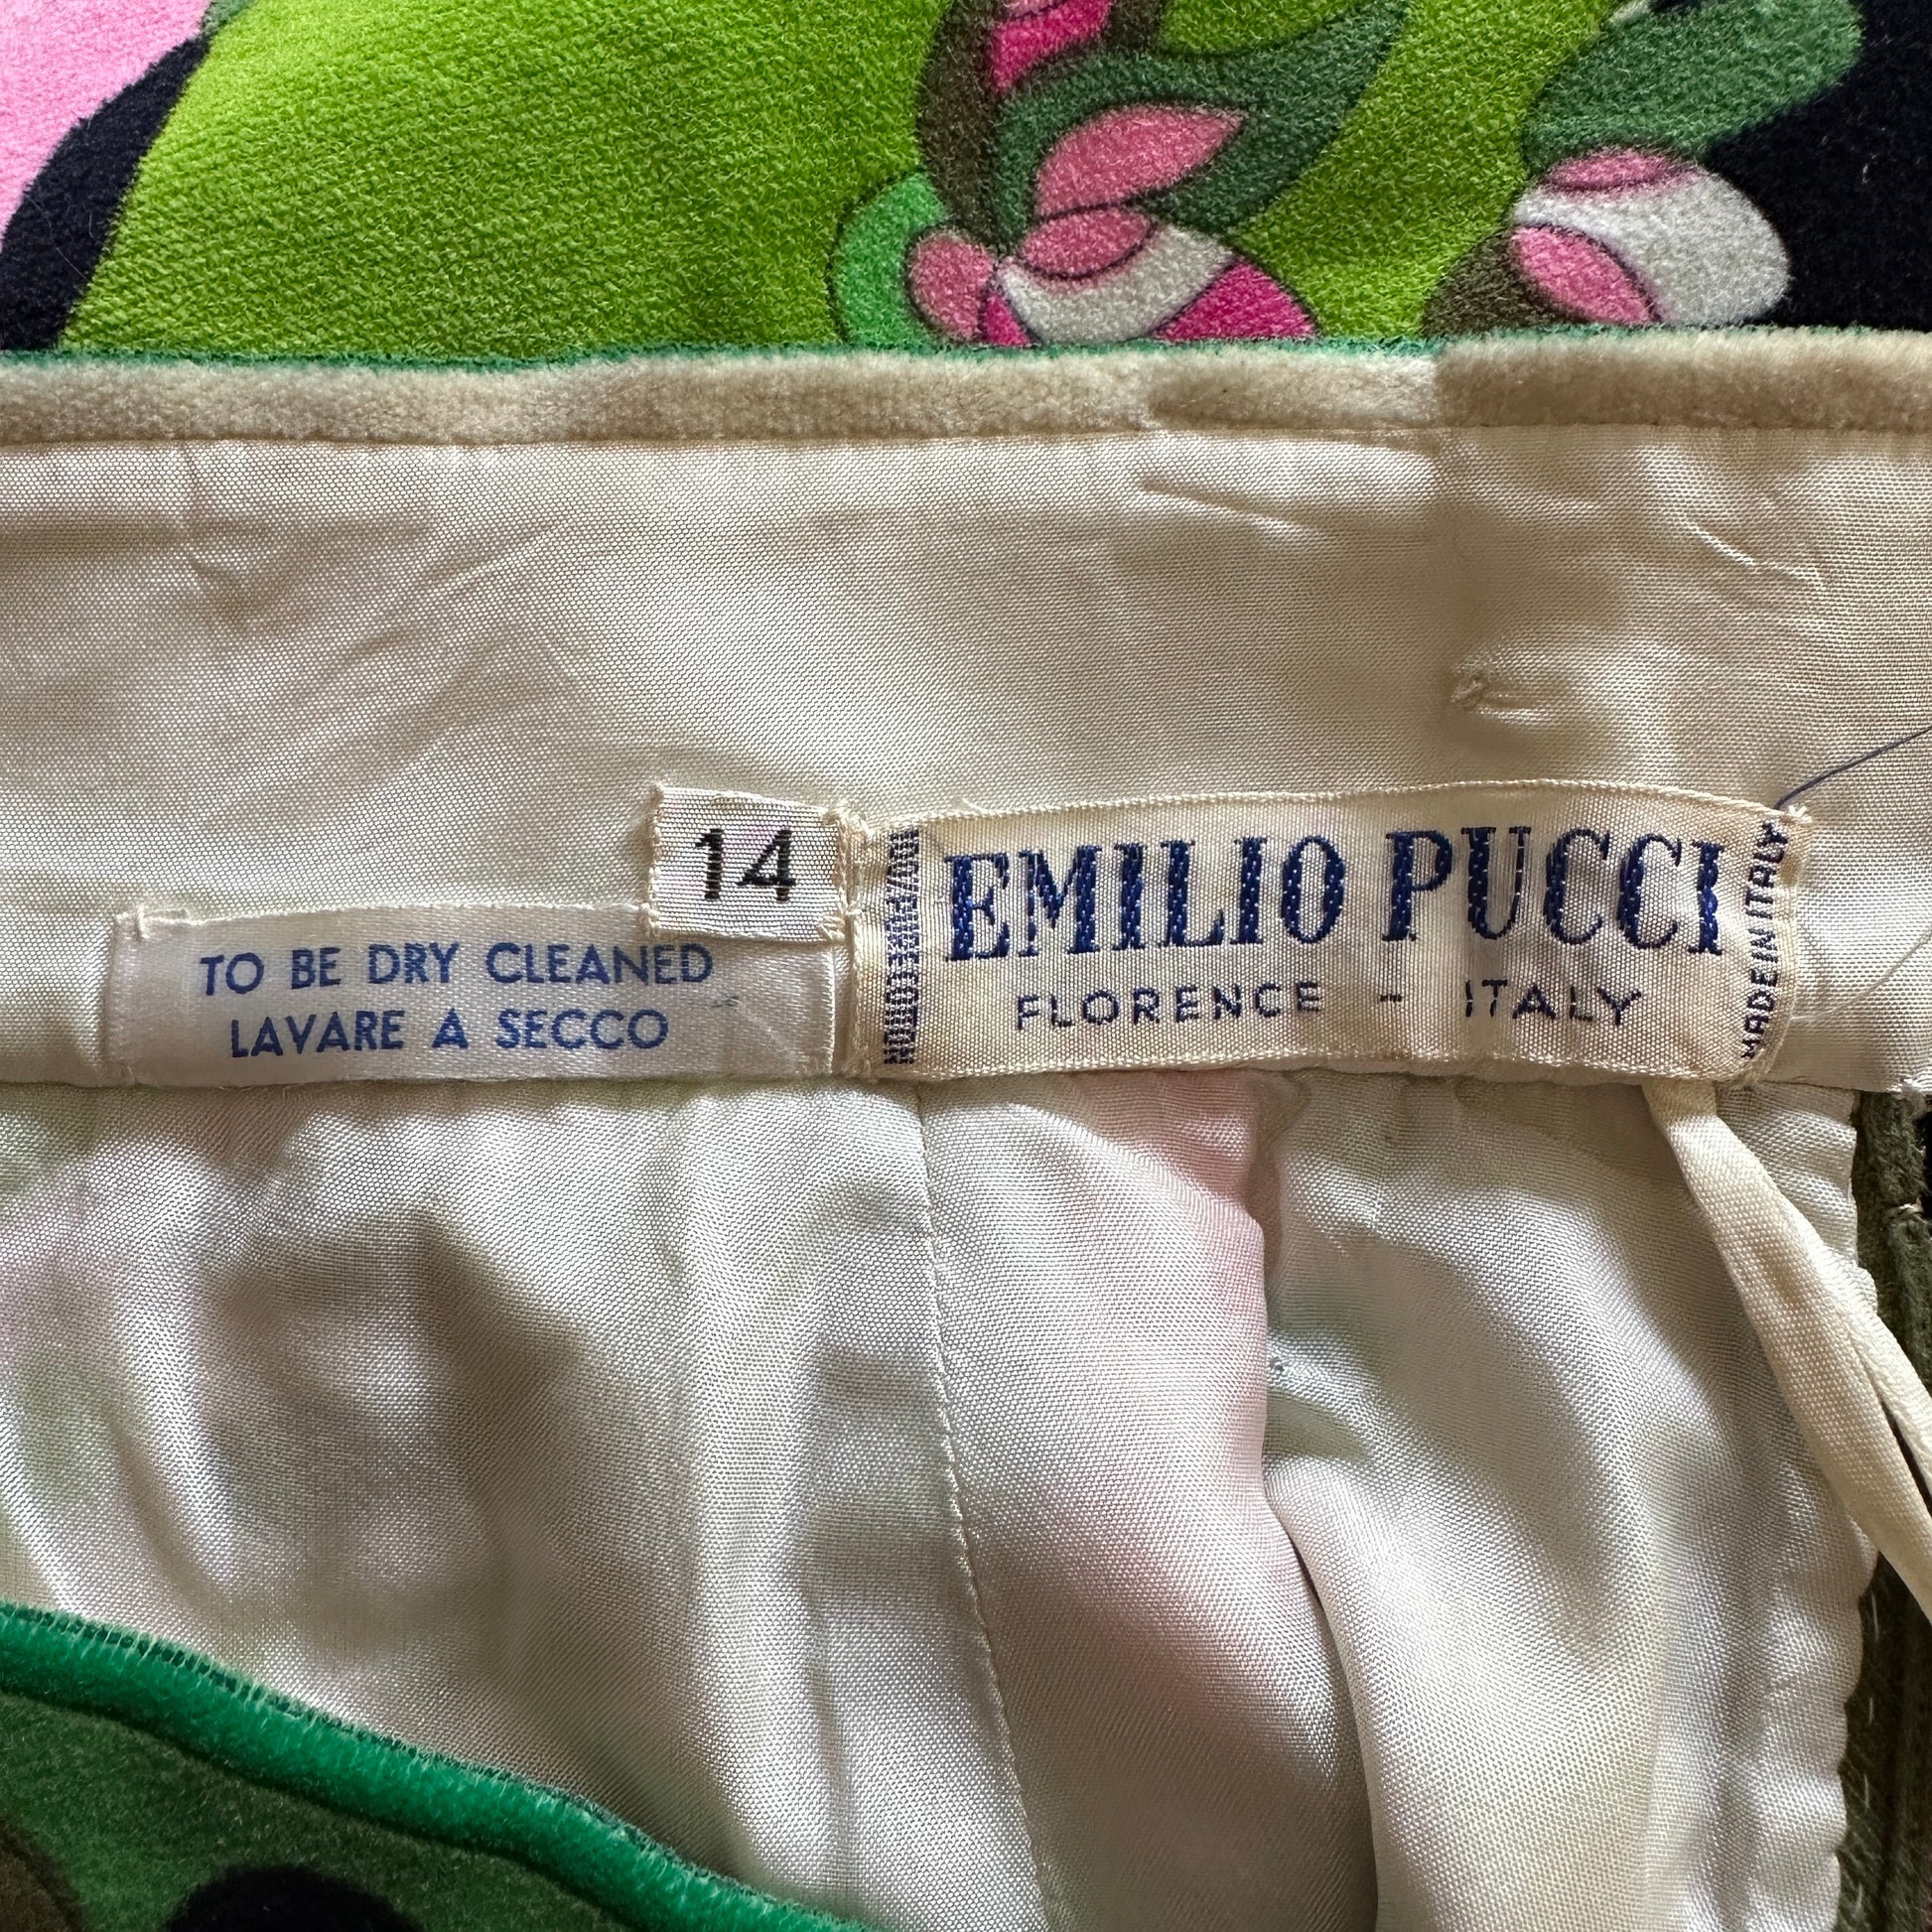 14
TO BE DRY CLEANED
LAVARE A SECCO
EMILIO PUCCI
FLORENCE - ITALY
MADE IN ITALY